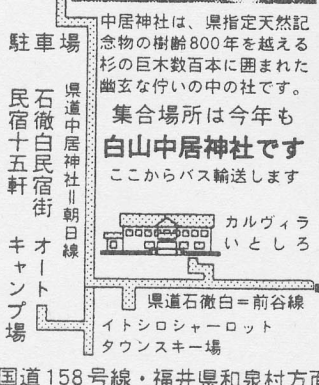 中居神社は、県指定天然記
念物の樹齢800年を越える
杉の巨木数百本に囲まれた
幽玄な佇いの中の社です。
集合場所は今年も
白山中居神社です
ここからバス輸送します
駐車場
県道中居神社=朝日線
石徹白民宿街 オート
民宿十五軒 キャンプ場
カルヴィラ
いとしろ
県道石徹白=前谷線
イトシロシャーロット
タウンスキー場
国道158号線・福井県和泉村方面